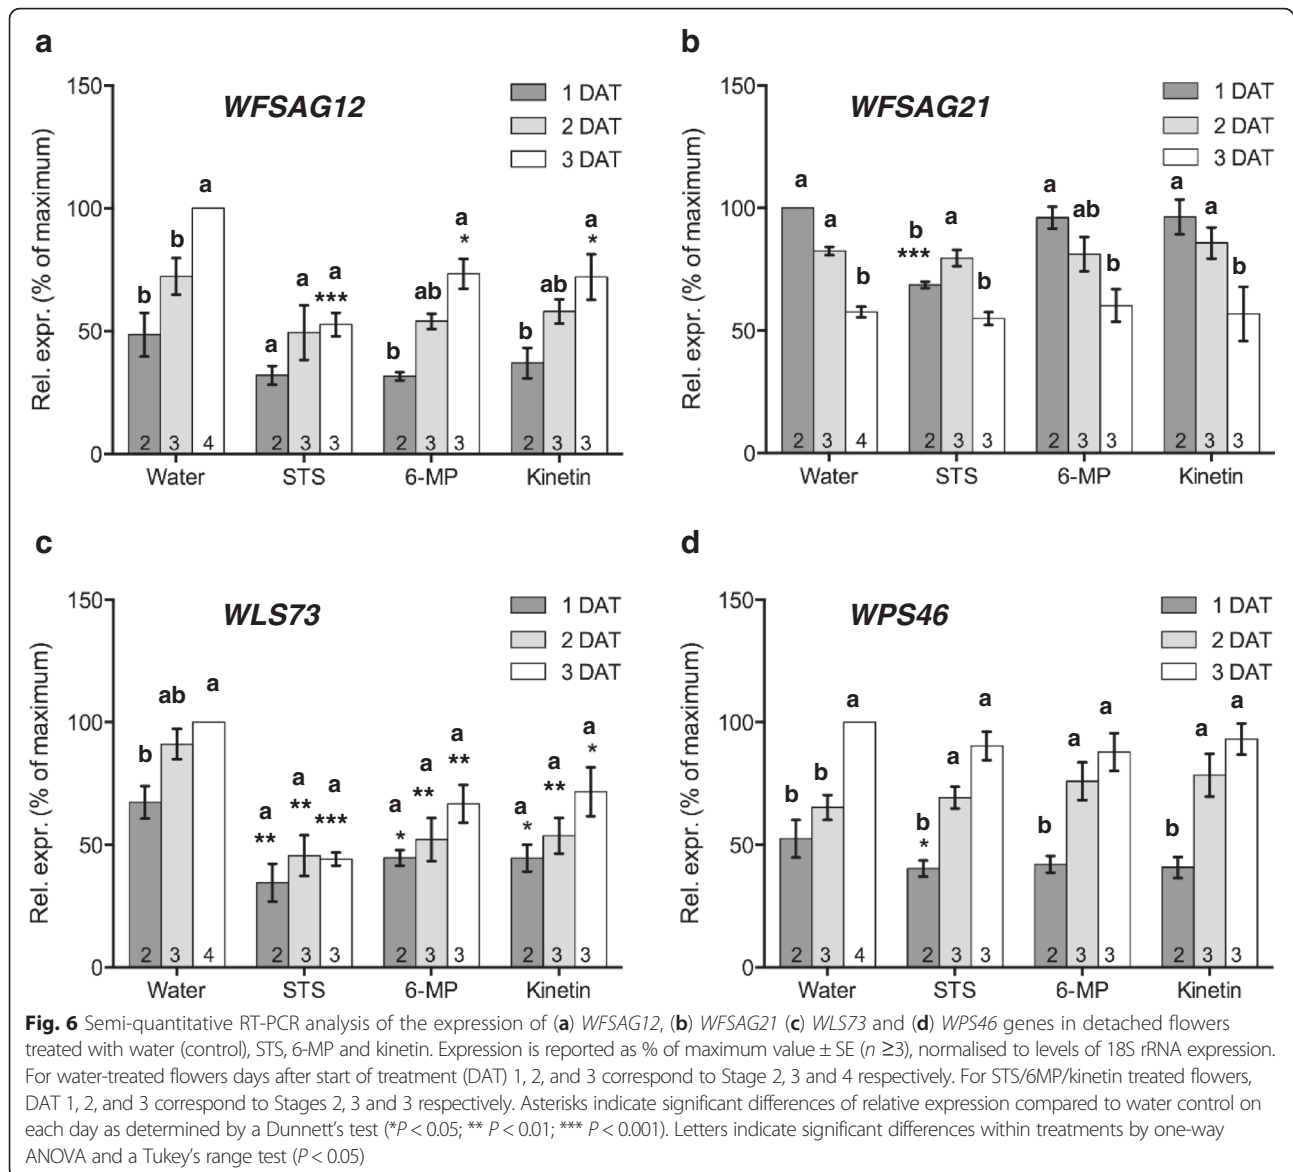 a
WFSAG12
1 DAT
2 DAT
3 DAT
Rel. expr. (% of maximum)
150
100
50
0
b
b
a
a
a
a
***
b
ab
a
*
b
ab
a
*
2 3 4 2 3 3 2 3 3 2 3 3
Water STS 6-MP Kinetin
b
WFSAG21
1 DAT
2 DAT
3 DAT
Rel. expr. (% of maximum)
150
100
50
0
a
a
b
b
***
a
b
a
ab
b
a
a
b
2 3 4 2 3 3 2 3 3 2 3 3
Water STS 6-MP Kinetin
c
WLS73
1 DAT
2 DAT
3 DAT
Rel. expr. (% of maximum)
150
100
50
0
b
ab
a
a
**
a
**
a
***
a
*
a
**
a
**
a
*
a
**
a
*
2 3 4 2 3 3 2 3 3 2 3 3
Water STS 6-MP Kinetin
d
WPS46
1 DAT
2 DAT
3 DAT
Rel. expr. (% of maximum)
150
100
50
0
b
b
a
b
*
a
a
b
a
a
b
a
a
2 3 4 2 3 3 2 3 3 2 3 3
Water STS 6-MP Kinetin
Fig. 6 Semi-quantitative RT-PCR analysis of the expression of (a) WFSAG12, (b) WFSAG21 (c) WLS73 and (d) WPS46 genes in detached flowers
treated with water (control), STS, 6-MP and kinetin. Expression is reported as % of maximum value ± SE (n ≥3), normalised to levels of 18S rRNA expression.
For water-treated flowers days after start of treatment (DAT) 1, 2, and 3 correspond to Stage 2, 3 and 4 respectively. For STS/6MP/kinetin treated flowers,
DAT 1, 2, and 3 correspond to Stages 2, 3 and 3 respectively. Asterisks indicate significant differences of relative expression compared to water control on
each day as determined by a Dunnett's test (*P < 0.05; ** P < 0.01; *** P < 0.001). Letters indicate significant differences within treatments by one-way
ANOVA and a Tukey's range test (P < 0.05)